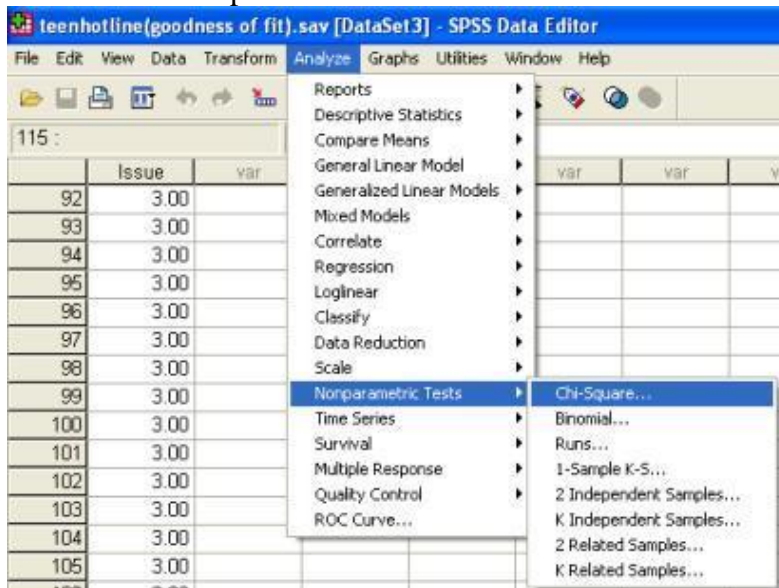 teenhotline(goodness of fit).sav [DataSet3] - SPSS Data Editor
File Edit View Data Transform Analyze Graphs Utilities Window Help
115 :
Issue var var var
92 3.00
93 3.00
94 3.00
95 3.00
96 3.00
97 3.00
98 3.00
99 3.00
100 3.00
101 3.00
102 3.00
103 3.00
104 3.00
105 3.00
Reports
Descriptive Statistics
Compare Means
General Linear Model
Generalized Linear Models
Mixed Models
Correlate
Regression
Loglinear
Classify
Data Reduction
Scale
Nonparametric Tests
Time Series
Survival
Multiple Response
Quality Control
ROC Curve...
Chi-Square...
Binomial...
Runs...
1-Sample K-S...
2 Independent Samples...
K Independent Samples...
2 Related Samples...
K Related Samples...